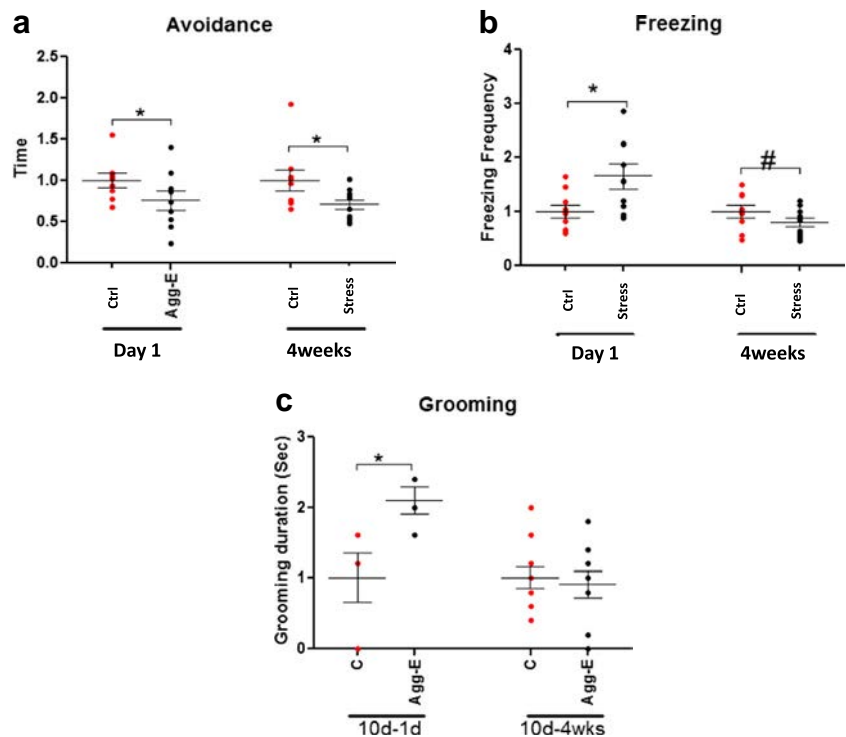 a
Avoidance
2.5
2.0
1.5
1.0
0.5
0.0
Time
*
*
Ctrl
Agg-E
Ctrl
Stress
Day 1
4weeks
b
Freezing
4
3
2
1
0
Freezing Frequency
*
#
Ctrl
Stress
Ctrl
Stress
Day 1
4weeks
c
Grooming
3
2
1
0
Grooming duration (Sec)
*
C
Agg-E
C
Agg-E
10d-1d
10d-4wks